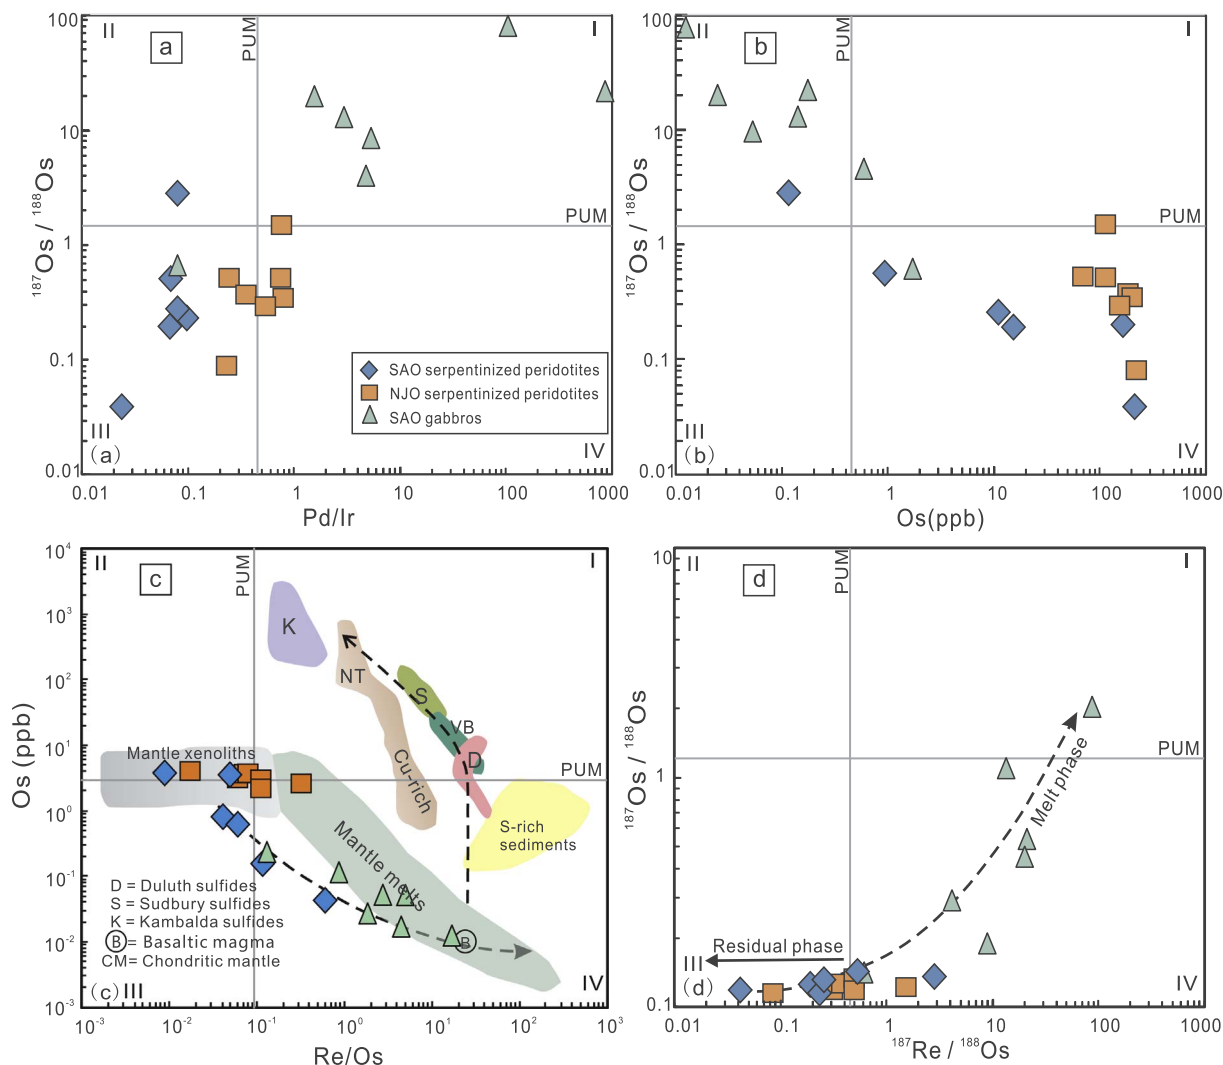 100
II
a
PUM
I
10
187Os / 188Os
PUM
1
0.1
SAO serpentinized peridotites
NJO serpentinized peridotites
SAO gabbros
III
(a)
IV
0.01
0.01
0.1
1
10
100
1000
Pd/Ir
100
II
b
PUM
I
10
187Os / 188Os
PUM
1
0.1
III
(b)
IV
0.01
0.01
0.1
1
10
100
1000
Os(ppb)
10^4
II
c
PUM
I
10^3
K
NT
10^2
S
VB
10^1
Mantle xenoliths
D
Os (ppb)
PUM
Cu-rich
10^0
Mantle melts
S-rich
sediments
10^-1
D = Duluth sulfides
S = Sudbury sulfides
K = Kambalda sulfides
B = Basaltic magma
CM= Chondritic mantle
B
10^-2
(c) III
IV
10^-3
10^-3
10^-2
10^-1
10^0
10^1
10^2
10^3
Re/Os
10
II
d
PUM
I
187Os / 188Os
PUM
1
Melt phase
Residual phase
III
(d)
IV
0.1
0.01
0.1
1
10
100
1000
187Re / 188Os